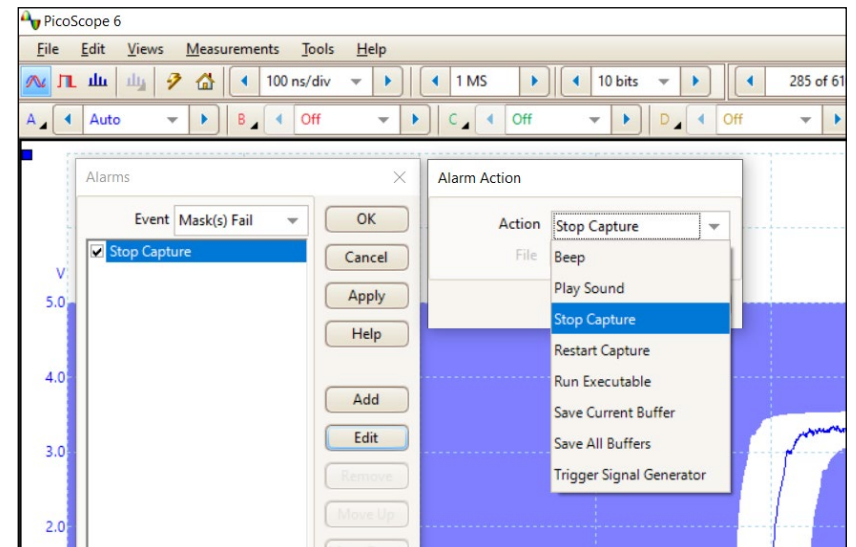 PicoScope 6
File Edit Views Measurements Tools Help
100 ns/div 1 MS 10 bits 285 of 61
A Auto B Off C Off D Off
Alarms
Event Mask(s) Fail
Stop Capture
OK
Cancel
Apply
Help
Add
Edit
Remove
Move Up
Alarm Action
Action Stop Capture
File
Beep
Play Sound
Stop Capture
Restart Capture
Run Executable
Save Current Buffer
Save All Buffers
Trigger Signal Generator
V
5.0
4.0
3.0
2.0